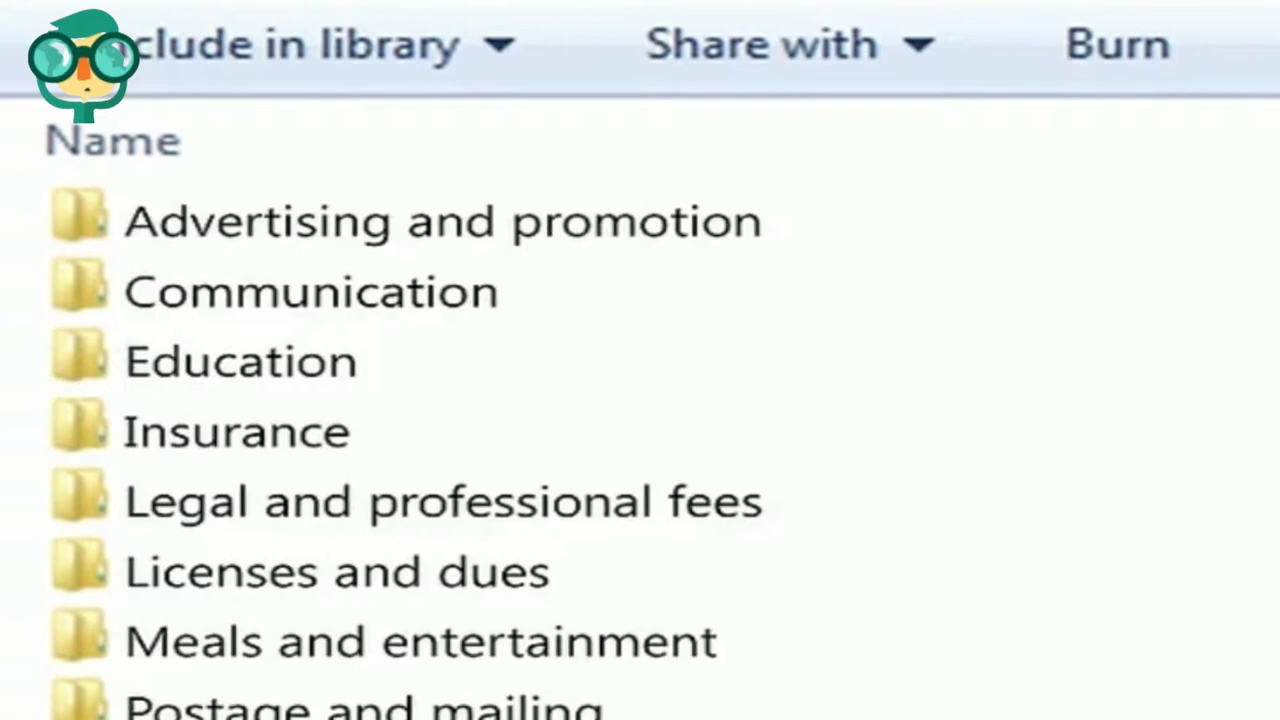 clude in library Share with Burn
Name
Advertising and promotion
Communication
Education
Insurance
Legal and professional fees
Licenses and dues
Meals and entertainment
Postage and mailing